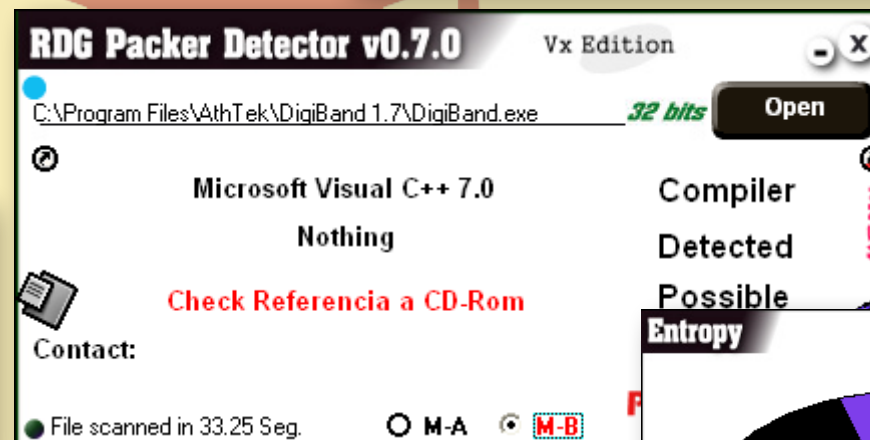 RDG Packer Detector v0.7.0 Vx Edition
C:\Program Files\AthTek\DigiBand 1.7\DigiBand.exe 32 bits Open
Microsoft Visual C++ 7.0 Compiler
Nothing Detected
Check Referencia a CD-Rom Possible
Entropy
Contact:
File scanned in 33.25 Seg. M-A M-B